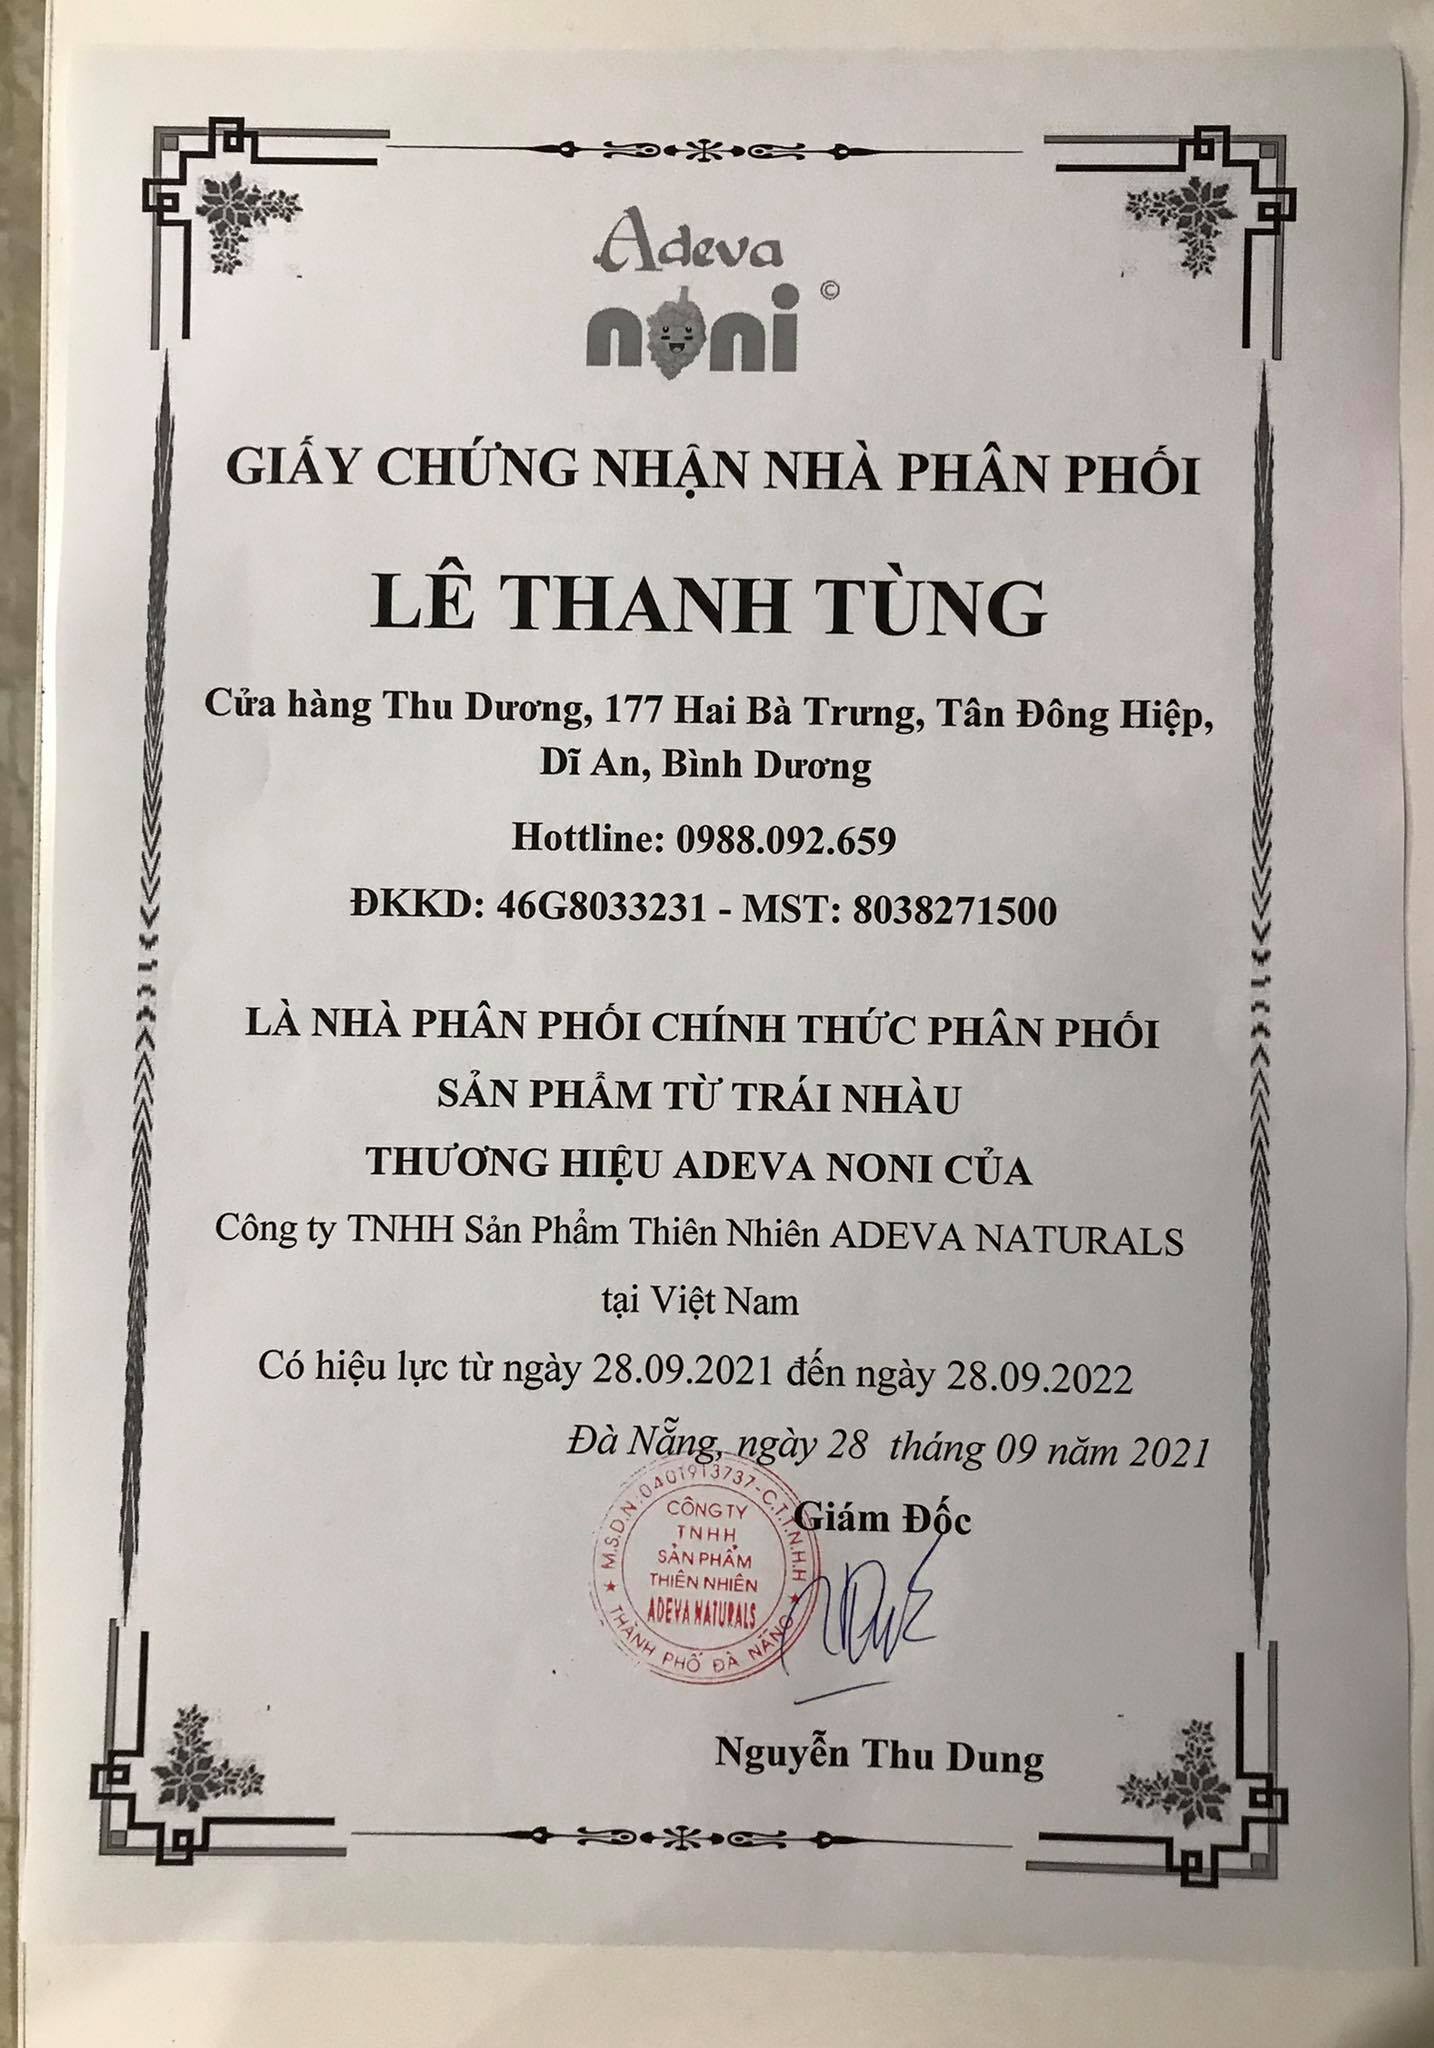 Adeva
noni ©
GIẤY CHỨNG NHẬN NHÀ PHÂN PHỐI
LÊ THANH TÙNG
Cửa hàng Thu Dương, 177 Hai Bà Trưng, Tân Đông Hiệp,
Dĩ An, Bình Dương
Hottline: 0988.092.659
ĐKKD: 46G8033231 - MST: 8038271500
LÀ NHÀ PHÂN PHỐI CHÍNH THỨC PHÂN PHỐI
SẢN PHẨM TỪ TRÁI NHÀU
THƯƠNG HIỆU ADEVA NONI CỦA
Công ty TNHH Sản Phẩm Thiên Nhiên ADEVA NATURALS
tại Việt Nam
Có hiệu lực từ ngày 28.09.2021 đến ngày 28.09.2022
Đà Nẵng, ngày 28 tháng 09 năm 2021
Giám Đốc
M.S.D.N:0401913737-C.T.T.N.H.H
CÔNG TY
TNHH
SẢN PHẨM
THIÊN NHIÊN
ADEVA NATURALS
THÀNH PHỐ ĐÀ NẴNG
Nguyễn Thu Dung